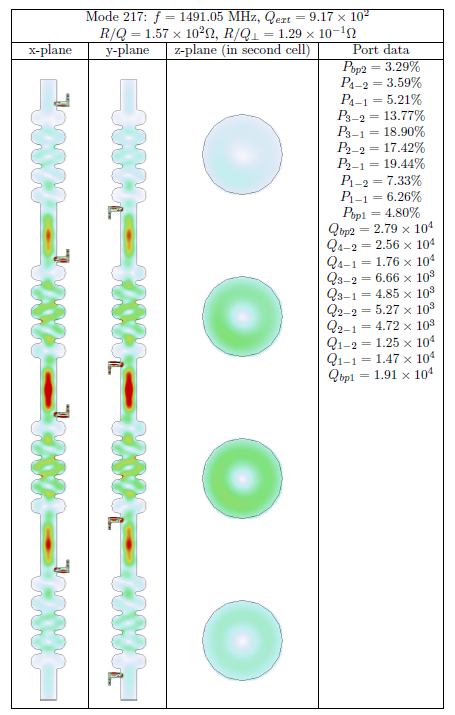 Mode 217: f = 1491.05 MHz, Q_ext = 9.17 × 10^2
R/Q = 1.57 × 10^2 Ω, R/Q_⊥ = 1.29 × 10^−1 Ω
x-plane y-plane z-plane (in second cell) Port data
P_bp2 = 3.29%
P_4−2 = 3.59%
P_4−1 = 5.21%
P_3−2 = 13.77%
P_3−1 = 18.90%
P_2−2 = 17.42%
P_2−1 = 19.44%
P_1−2 = 7.33%
P_1−1 = 6.26%
P_bp1 = 4.80%
Q_bp2 = 2.79 × 10^4
Q_4−2 = 2.56 × 10^4
Q_4−1 = 1.76 × 10^4
Q_3−2 = 6.66 × 10^3
Q_3−1 = 4.85 × 10^3
Q_2−2 = 5.27 × 10^3
Q_2−1 = 4.72 × 10^3
Q_1−2 = 1.25 × 10^4
Q_1−1 = 1.47 × 10^4
Q_bp1 = 1.91 × 10^4